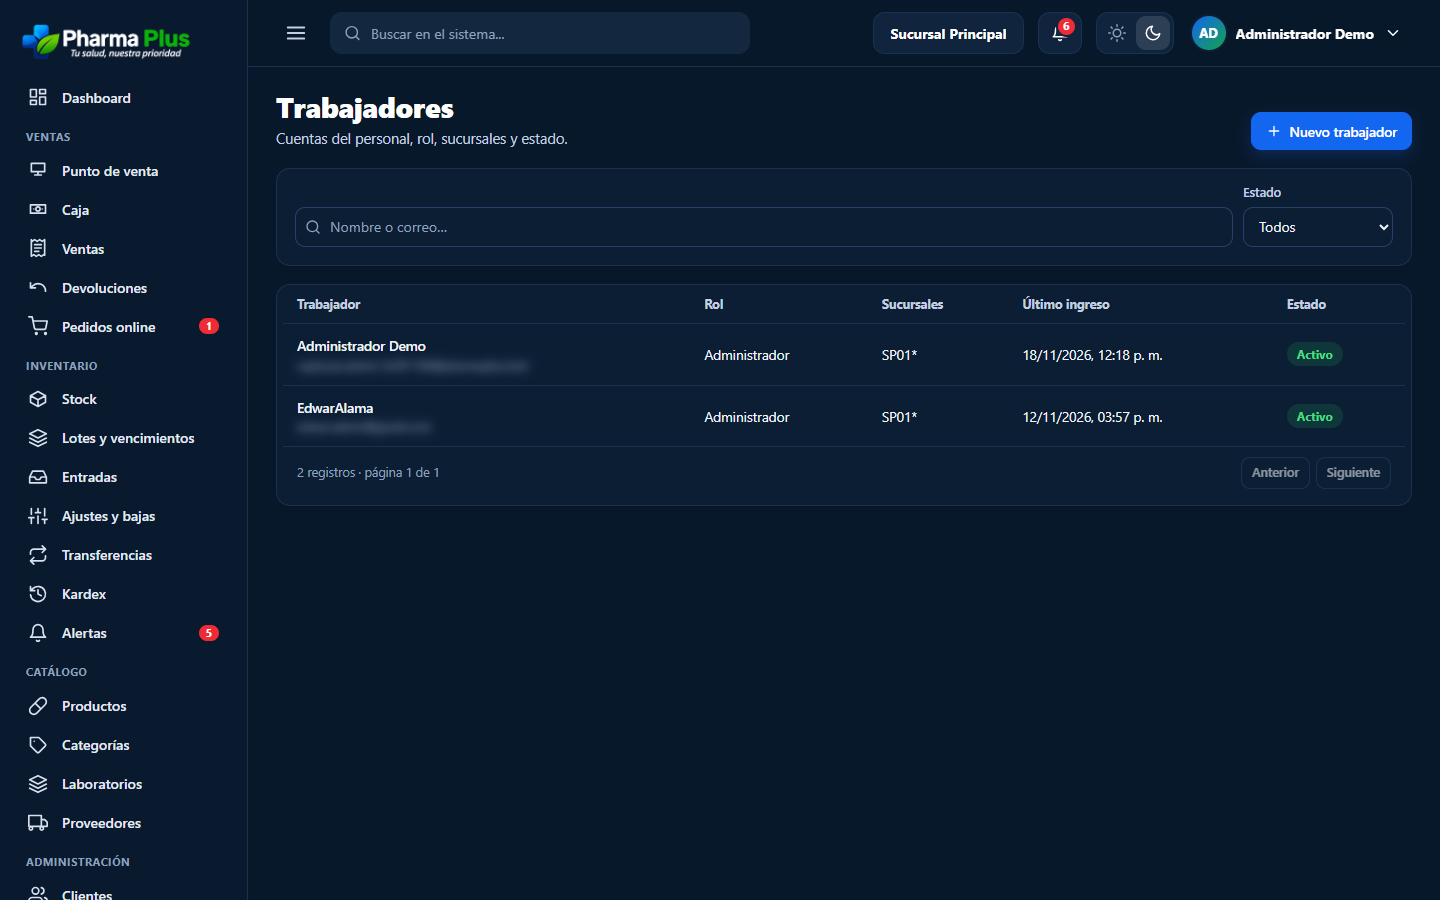 Pharma Plus
Tu salud, nuestra prioridad
Dashboard
VENTAS
Punto de venta
Caja
Ventas
Devoluciones
Pedidos online 1
INVENTARIO
Stock
Lotes y vencimientos
Entradas
Ajustes y bajas
Transferencias
Kardex
Alertas 5
CATÁLOGO
Productos
Categorías
Laboratorios
Proveedores
ADMINISTRACIÓN
Clientes
Buscar en el sistema...
Sucursal Principal
6
AD Administrador Demo
Trabajadores
Cuentas del personal, rol, sucursales y estado.
+ Nuevo trabajador
Estado
Nombre o correo...
Todos
Trabajador Rol Sucursales Último ingreso Estado
Administrador Demo
Administrador SP01* 18/11/2026, 12:18 p. m. Activo
EdwarAlama
Administrador SP01* 12/11/2026, 03:57 p. m. Activo
2 registros · página 1 de 1
Anterior Siguiente